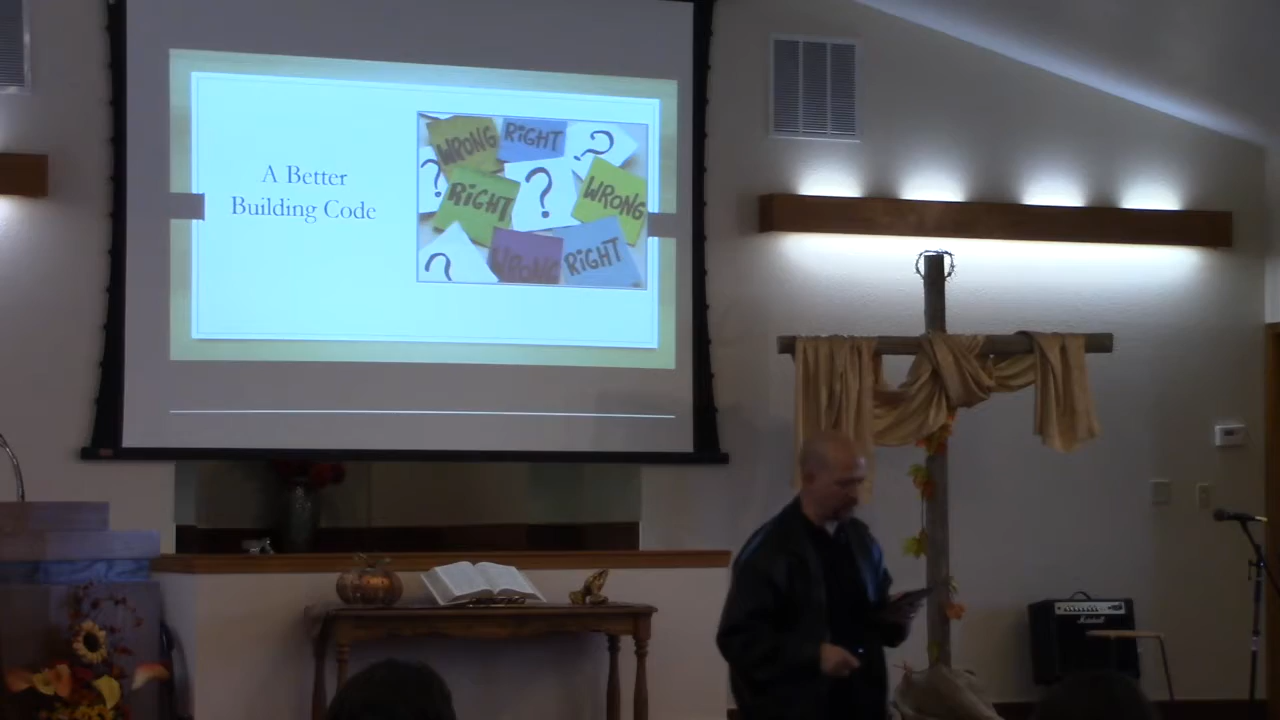 A Better
Building Code
WRONG
RIGHT
?
?
RIGHT
?
WRONG
?
WRONG
RIGHT
Marshall